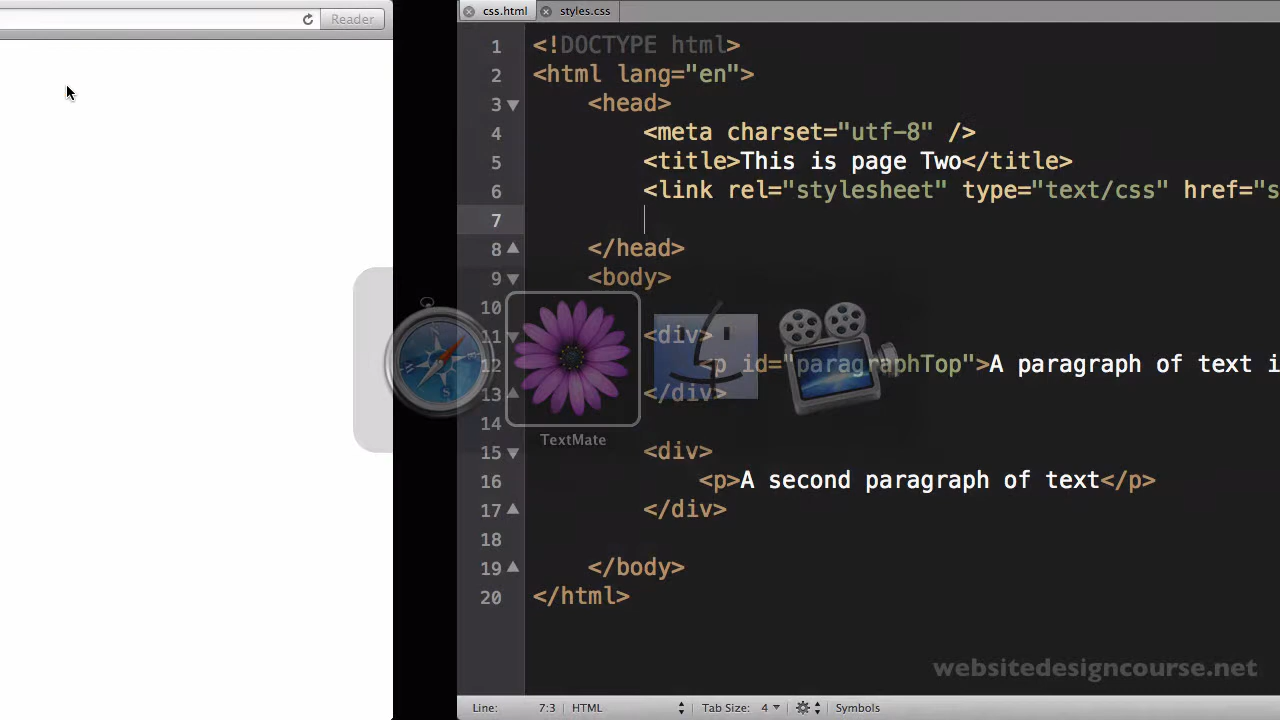 Reader
css.html
styles.css
1 <!DOCTYPE html>
2 <html lang="en">
3 <head>
4 <meta charset="utf-8" />
5 <title>This is page Two</title>
6 <link rel="stylesheet" type="text/css" href="s
7
8 </head>
9 <body>
10
11 <div>
12 <p id="paragraphTop">A paragraph of text i
13 </div>
14
15 <div>
16 <p>A second paragraph of text</p>
17 </div>
18
19 </body>
20 </html>
TextMate
websitedesigncourse.net
Line: 7:3 HTML Tab Size: 4 Symbols